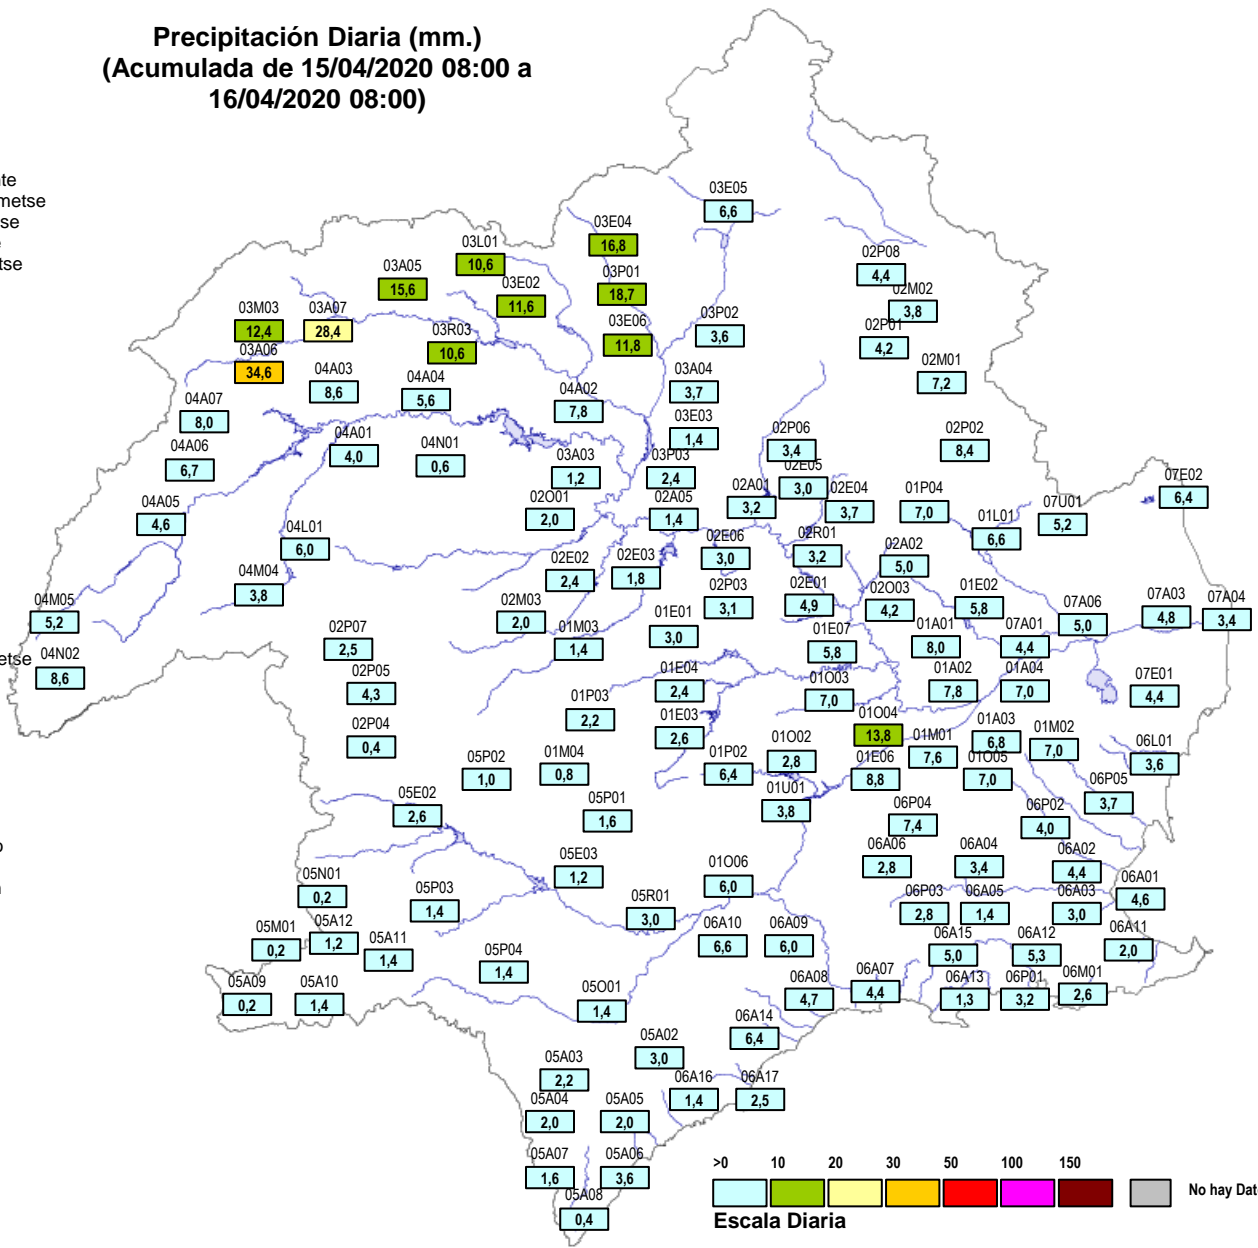 Precipitación Diaria (mm.)
(Acumulada de 15/04/2020 08:00 a
16/04/2020 08:00)
nte
metse
se
tse
03E05
6,6
03E04
16,8
03L01
10,6
02P08
4,4
03A05
15,6
03E02
11,6
03P01
18,7
02M02
3,8
03M03
12,4
03A07
28,4
03P02
3,6
02P01
4,2
03R03
10,6
03E06
11,8
03A06
34,6
02M01
7,2
04A03
8,6
04A04
5,6
03A04
3,7
04A02
7,8
04A07
8,0
03E03
1,4
04A01
4,0
04N01
0,6
02P06
3,4
02P02
8,4
04A06
6,7
03A03
1,2
03P03
2,4
02E05
3,0
07E02
6,4
04A05
4,6
02O01
2,0
02A05
1,4
02A01
3,2
02E04
3,7
01P04
7,0
07U01
5,2
01L01
6,6
04L01
6,0
02E06
3,0
02R01
3,2
02A02
5,0
02E02
2,4
02E03
1,8
04M04
3,8
02P03
3,1
02E01
4,9
02O03
4,2
01E02
5,8
07A03
4,8
07A04
3,4
04M05
5,2
02M03
2,0
07A06
5,0
01E01
3,0
01M03
1,4
01E07
5,8
01A01
8,0
07A01
4,4
02P07
2,5
etse
04N02
8,6
02P05
4,3
01E04
2,4
01O03
7,0
01A02
7,8
01A04
7,0
07E01
4,4
01P03
2,2
02P04
0,4
01E03
2,6
01O04
13,8
01A03
6,8
01M02
7,0
01M01
7,6
05P02
1,0
01M04
0,8
01P02
6,4
01O02
2,8
01E06
8,8
01O05
7,0
06L01
3,6
05E02
2,6
05P01
1,6
01U01
3,8
06P05
3,7
06P04
7,4
06P02
4,0
o
05E03
1,2
06A06
2,8
06A04
3,4
06A02
4,4
05N01
0,2
05P03
1,4
01O06
6,0
06A01
4,6
05R01
3,0
06P03
2,8
06A05
1,4
06A03
3,0
05M01
0,2
05A12
1,2
05A11
1,4
06A10
6,6
06A09
6,0
06A15
5,0
06A12
5,3
06A11
2,0
05P04
1,4
05A09
0,2
05A10
1,4
05O01
1,4
06A08
4,7
06A07
4,4
06A13
1,3
06P01
3,2
06M01
2,6
06A14
6,4
05A02
3,0
05A03
2,2
06A16
1,4
06A17
2,5
05A04
2,0
05A05
2,0
05A07
1,6
05A06
3,6
05A08
0,4
>0 10 20 30 50 100 150
No hay Dat
Escala Diaria